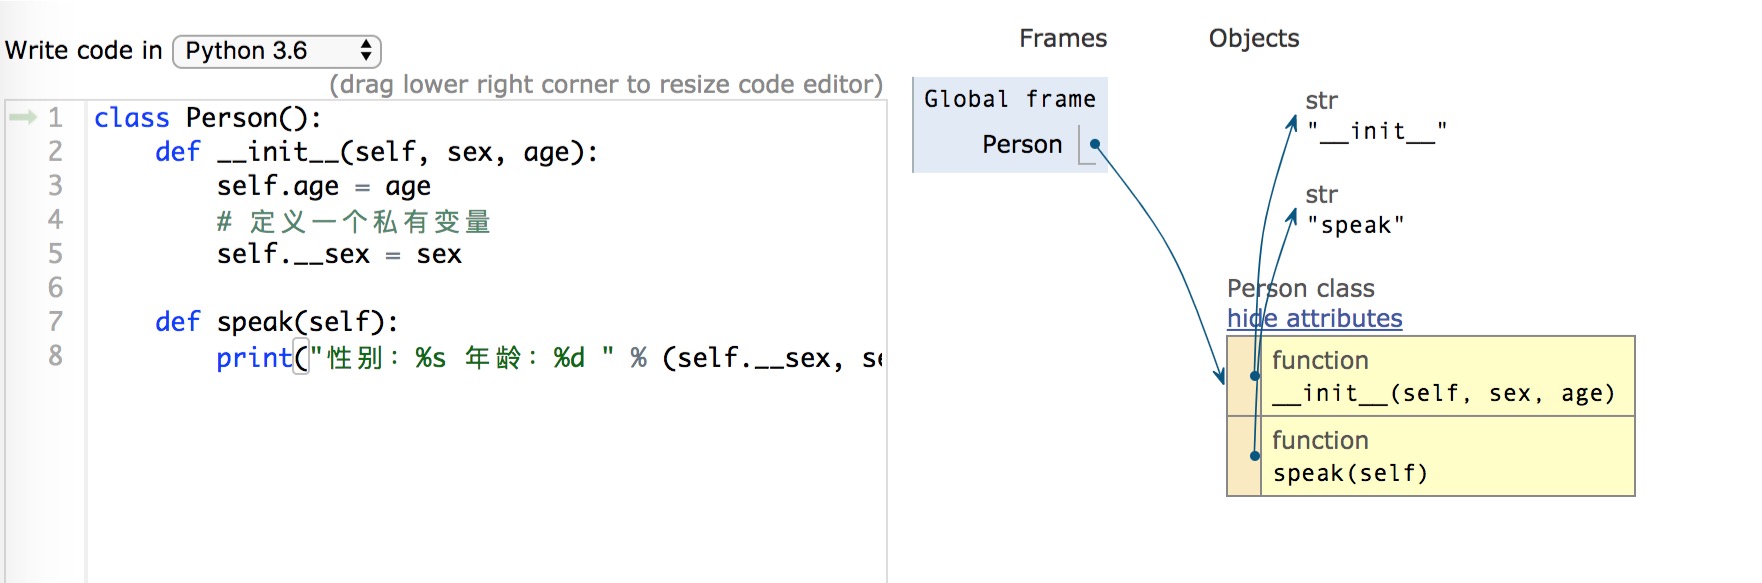 Write code in Python 3.6
(drag lower right corner to resize code editor)
1 class Person():
2 def __init__(self, sex, age):
3 self.age = age
4 # 定义一个私有变量
5 self.__sex = sex
6
7 def speak(self):
8 print("性别：%s 年龄：%d " % (self.__sex, se
Frames
Objects
Global frame
Person
str
"__init__"
str
"speak"
Person class
hide attributes
function
__init__(self, sex, age)
function
speak(self)